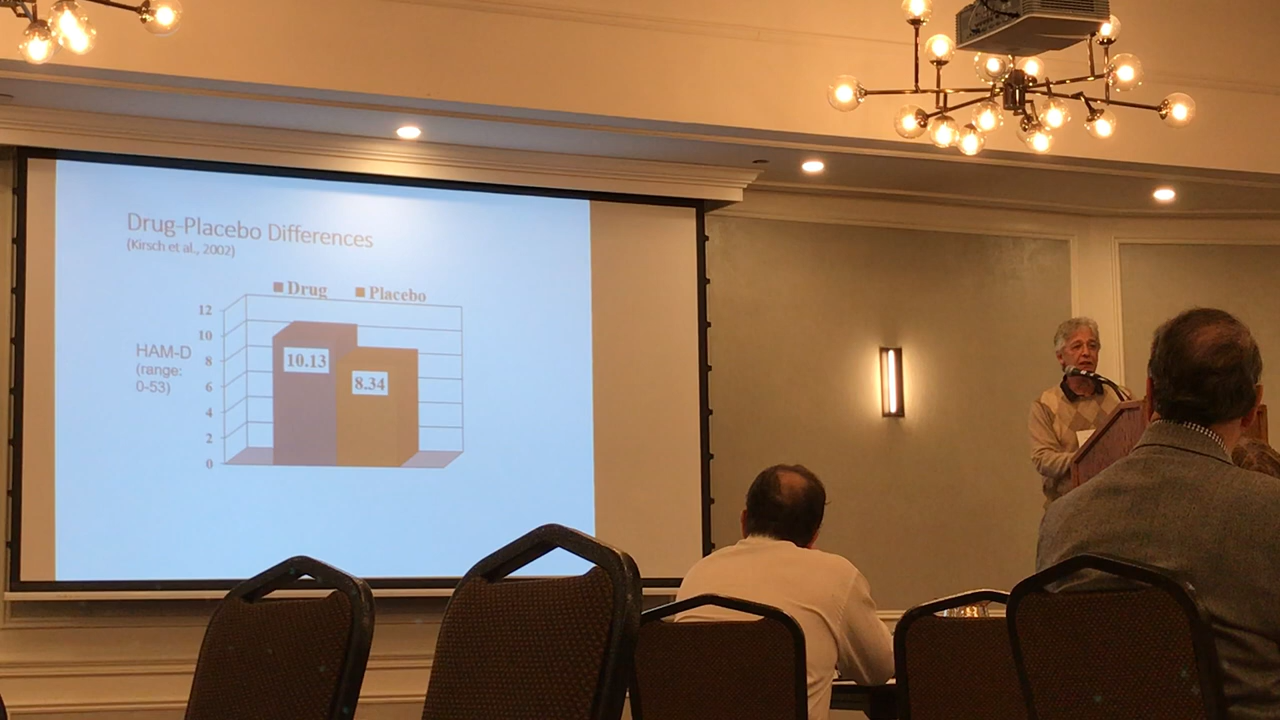 Drug-Placebo Differences
(Kirsch et al., 2002)
■ Drug ■ Placebo
12
10
8
6
4
2
0
HAM-D
(range:
0-53)
10.13
8.34